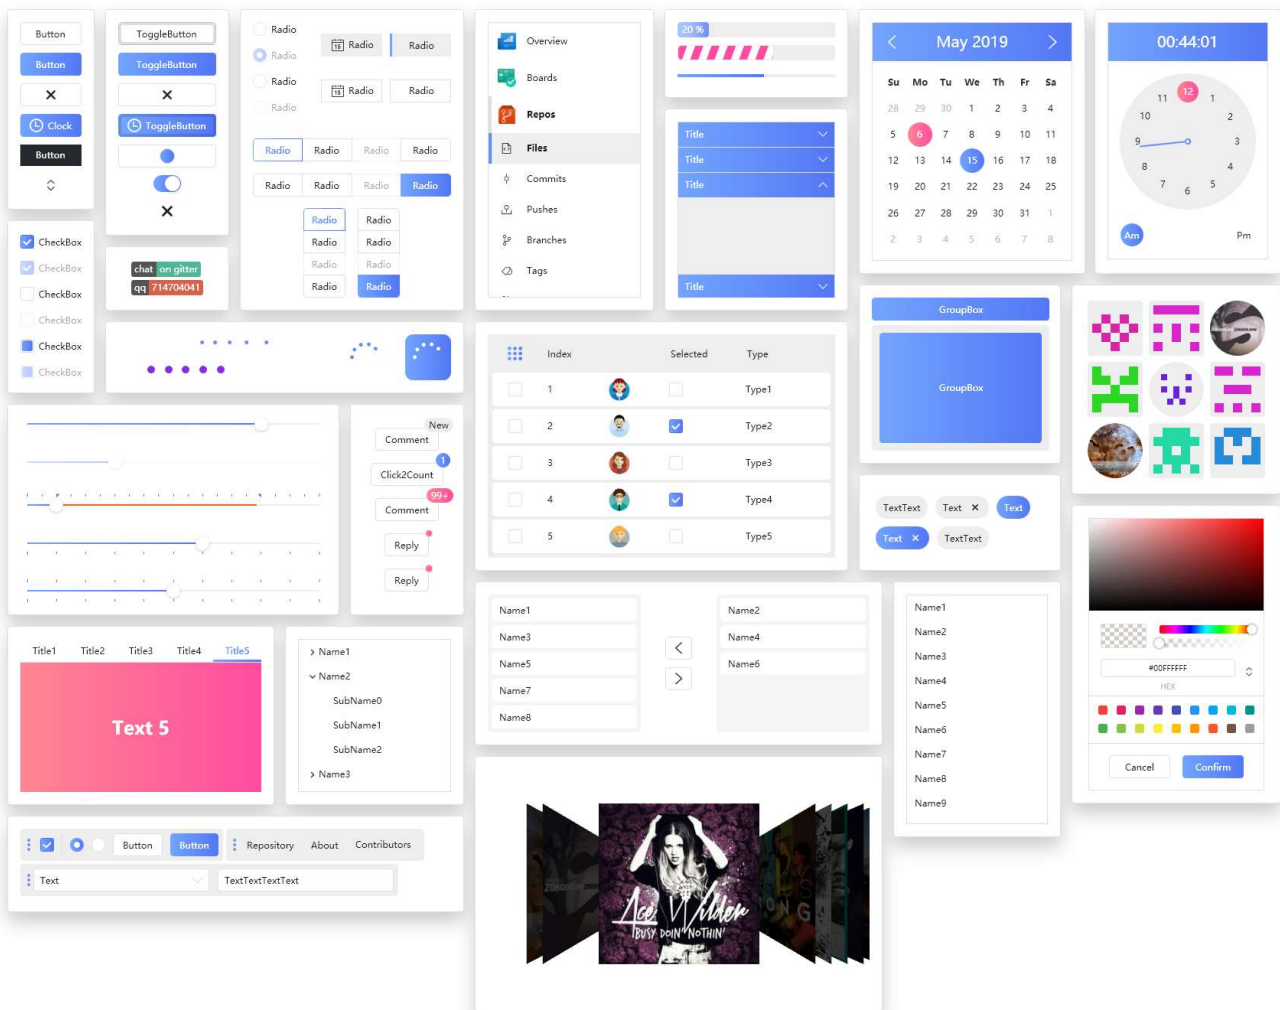 Button
Button
Clock
Button
ToggleButton
ToggleButton
ToggleButton
CheckBox
CheckBox
CheckBox
CheckBox
CheckBox
CheckBox
chat on gitter
qq 714704041
Radio
Radio
Radio
Radio
15 Radio
Radio
15 Radio
Radio
Radio Radio Radio Radio
Radio Radio Radio Radio
Radio Radio
Radio Radio
Radio Radio
Radio Radio
Overview
Boards
Repos
Files
Commits
Pushes
Branches
Tags
20 %
Title
Title
Title
Title
May 2019
Su Mo Tu We Th Fr Sa
28 29 30 1 2 3 4
5 6 7 8 9 10 11
12 13 14 15 16 17 18
19 20 21 22 23 24 25
26 27 28 29 30 31 1
2 3 4 5 6 7 8
00:44:01
12
11 1
10 2
9 3
8 4
7 5
6
Am Pm
Index Selected Type
1 Type1
2 Type2
3 Type3
4 Type4
5 Type5
GroupBox
GroupBox
New
Comment
1
Click2Count
99+
Comment
Reply
Reply
TextText Text Text
Text TextText
Title1 Title2 Title3 Title4 Title5
Text 5
Name1
Name2
SubName0
SubName1
SubName2
Name3
Name1
Name3
Name5
Name7
Name8
Name2
Name4
Name6
Name1
Name2
Name3
Name4
Name5
Name6
Name7
Name8
Name9
#00FFFFFF
HEX
Cancel Confirm
Button Button Repository About Contributors
Text TextTextTextText
Ace Wilder
BUSY DOIN' NOTHIN'